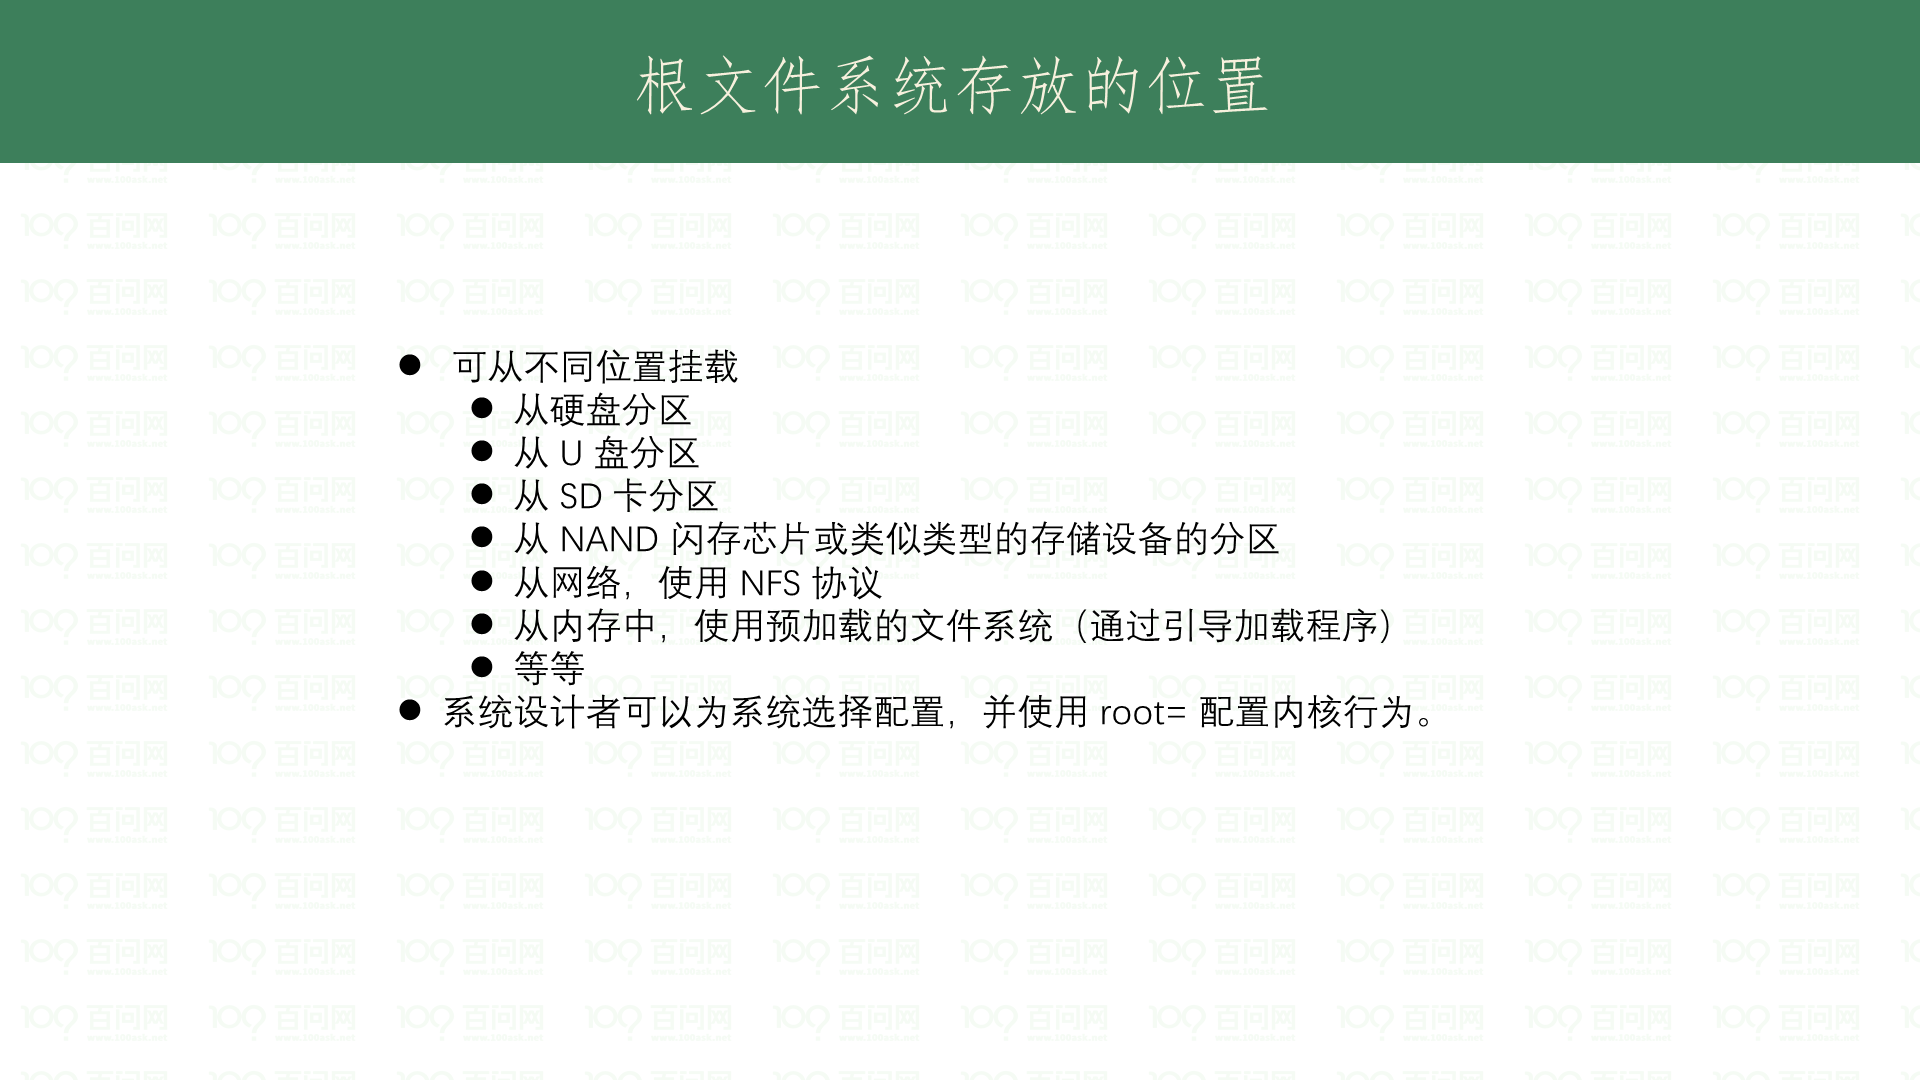 根文件系统存放的位置
● 可从不同位置挂载
● 从硬盘分区
● 从 U 盘分区
● 从 SD 卡分区
● 从 NAND 闪存芯片或类似类型的存储设备的分区
● 从网络，使用 NFS 协议
● 从内存中，使用预加载的文件系统（通过引导加载程序）
● 等等
● 系统设计者可以为系统选择配置，并使用 root= 配置内核行为。